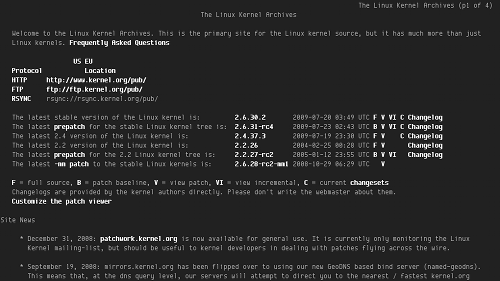 The Linux Kernel Archives (p1 of 4)
The Linux Kernel Archives
Welcome to the Linux Kernel Archives. This is the primary site for the Linux kernel source, but it has much more than just
Linux kernels. Frequently Asked Questions
US EU
Protocol Location
HTTP http://www.kernel.org/pub/
FTP ftp://ftp.kernel.org/pub/
RSYNC rsync://rsync.kernel.org/pub/
The latest stable version of the Linux kernel is: 2.6.30.2 2009-07-20 03:49 UTC F V VI C Changelog
The latest prepatch for the stable Linux kernel tree is: 2.6.31-rc4 2009-07-23 02:43 UTC B V VI C Changelog
The latest 2.4 version of the Linux kernel is: 2.4.37.3 2009-07-19 23:30 UTC F V C Changelog
The latest 2.2 version of the Linux kernel is: 2.2.26 2004-02-25 00:28 UTC F V Changelog
The latest prepatch for the 2.2 Linux kernel tree is: 2.2.27-rc2 2005-01-12 23:55 UTC B V VI Changelog
The latest -mm patch to the stable Linux kernels is: 2.6.28-rc2-mm1 2008-10-29 06:29 UTC V
F = full source, B = patch baseline, V = view patch, VI = view incremental, C = current changesets
Changelogs are provided by the kernel authors directly. Please don't write the webmaster about them.
Customize the patch viewer
Site News
* December 31, 2008: patchwork.kernel.org is now available for general use. It is currently only monitoring the Linux
Kernel mailing-list, but should be useful to kernel developers in dealing with patches flying across the wire.
* September 19, 2008: mirrors.kernel.org has been flipped over to using our new GeoDNS based bind server (named-geodns).
This means that, at the dns query level, our servers will attempt to direct you to the nearest / fastest kernel.org